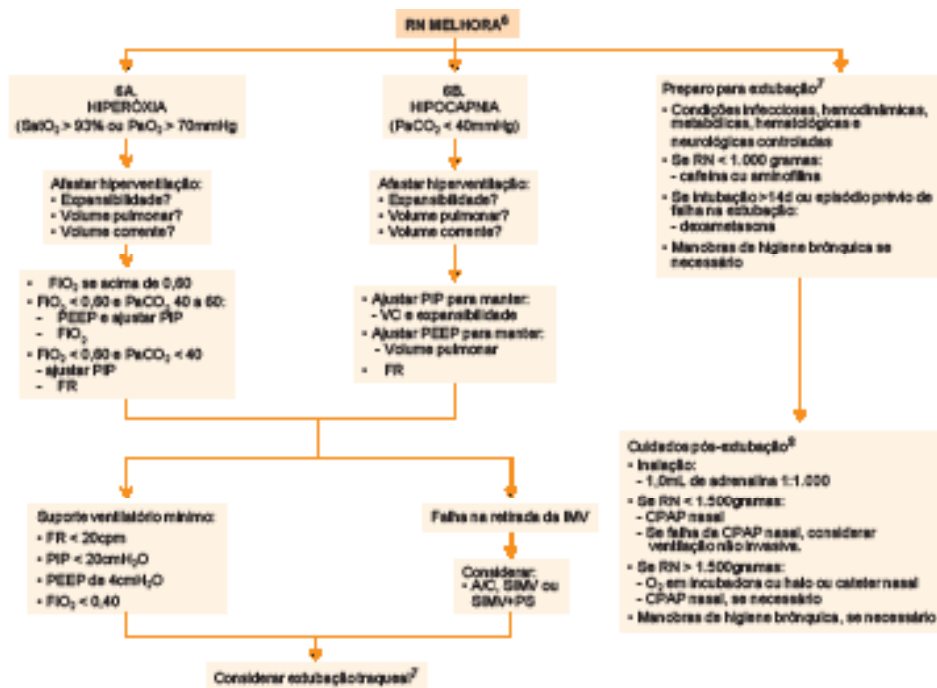 RN MELHORA⁶
6A.
HIPERÓXIA
(SatO₂ > 93% ou PaO₂ > 70mmHg
Afastar hiperventilação:
• Expansibilidade?
• Volume pulmonar?
• Volume corrente?
• FIO₂ se acima de 0,60
• FIO₂ < 0,60 e PaCO₂ 40 a 60:
- PEEP e ajustar PIP
- FIO₂
• FIO₂ < 0,60 e PaCO₂ < 40
- ajustar PIP
- FR
6B.
HIPOCAPNIA
(PaCO₂ < 40mmHg)
Afastar hiperventilação:
• Expansibilidade?
• Volume pulmonar?
• Volume corrente?
• Ajustar PIP para manter:
- VC e expansibilidade
• Ajustar PEEP para manter:
- Volume pulmonar
• FR
Suporte ventilatório mínimo:
• FR < 20cpm
• PIP < 20cmH₂O
• PEEP de 4cmH₂O
• FIO₂ < 0,40
Falha na retirada da IMV
Considerar:
• A/C, SIMV ou
SIMV+PS
Considerar extubação traqueal⁷
Preparo para extubação⁷
• Condições infecciosas, hemodinâmicas,
metabólicas, hematológicas e
neurológicas controladas
• Se RN < 1.000 gramas:
- cafeína ou aminofilina
• Se intubação >14d ou episódio prévio de
falha na extubação:
- dexametasona
• Manobras de higiene brônquica se
necessário
Cuidados pós-extubação⁸
• Inalação:
- 1,0mL de adrenalina 1:1.000
• Se RN < 1.500gramas:
- CPAP nasal
- Se falha da CPAP nasal, considerar
ventilação não invasiva.
• Se RN > 1.500gramas:
- O₂ em incubadora ou halo ou cateter nasal
- CPAP nasal, se necessário
• Manobras de higiene brônquica, se necessário